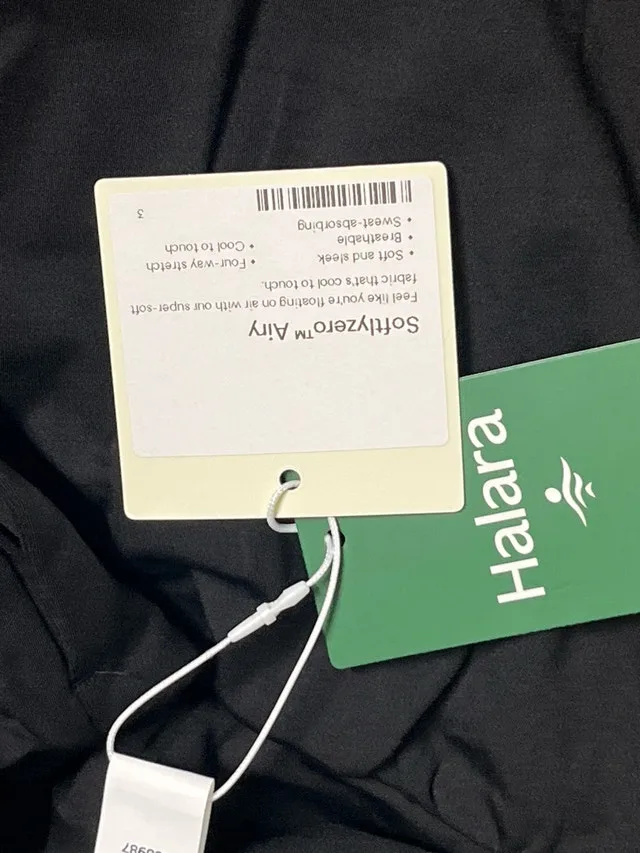 Softlyzero™ Airy
Feel like you're floating on air with our super-soft
fabric that's cool to touch.
• Soft and sleek • Four-way stretch
• Breathable • Cool to touch
• Sweat-absorbing
3
Halara